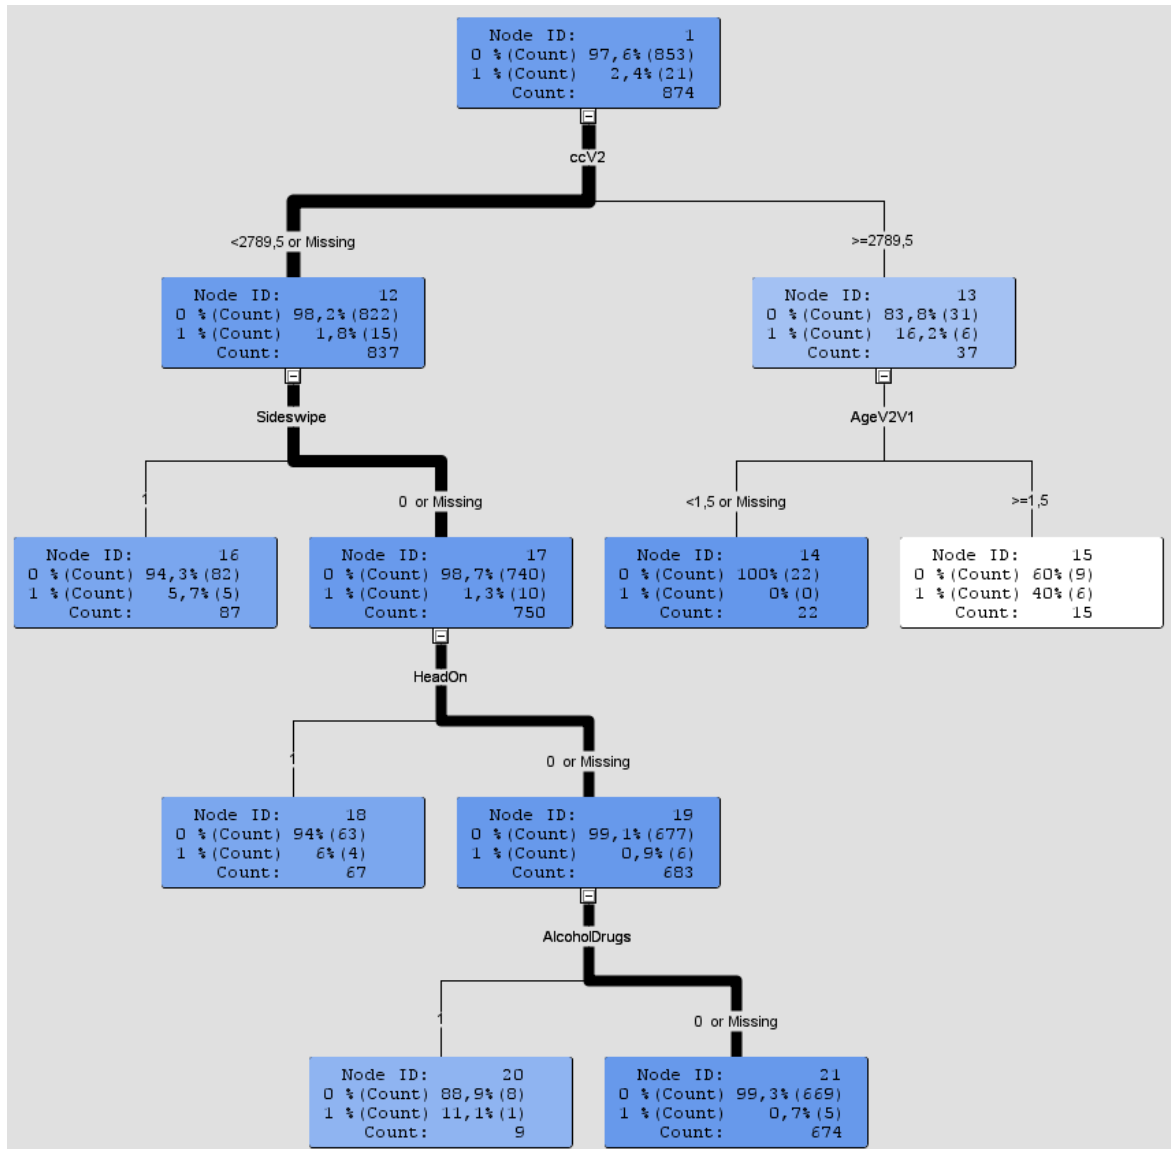 Node ID: 1
0 %(Count) 97,6%(853)
1 %(Count) 2,4%(21)
Count: 874
ccV2
<2789,5 or Missing
>=2789,5
Node ID: 12
0 %(Count) 98,2%(822)
1 %(Count) 1,8%(15)
Count: 837
Node ID: 13
0 %(Count) 83,8%(31)
1 %(Count) 16,2%(6)
Count: 37
Sideswipe
AgeV2V1
1
0 or Missing
<1,5 or Missing
>=1,5
Node ID: 16
0 %(Count) 94,3%(82)
1 %(Count) 5,7%(5)
Count: 87
Node ID: 17
0 %(Count) 98,7%(740)
1 %(Count) 1,3%(10)
Count: 750
Node ID: 14
0 %(Count) 100%(22)
1 %(Count) 0%(0)
Count: 22
Node ID: 15
0 %(Count) 60%(9)
1 %(Count) 40%(6)
Count: 15
HeadOn
1
0 or Missing
Node ID: 18
0 %(Count) 94%(63)
1 %(Count) 6%(4)
Count: 67
Node ID: 19
0 %(Count) 99,1%(677)
1 %(Count) 0,9%(6)
Count: 683
AlcoholDrugs
1
0 or Missing
Node ID: 20
0 %(Count) 88,9%(8)
1 %(Count) 11,1%(1)
Count: 9
Node ID: 21
0 %(Count) 99,3%(669)
1 %(Count) 0,7%(5)
Count: 674